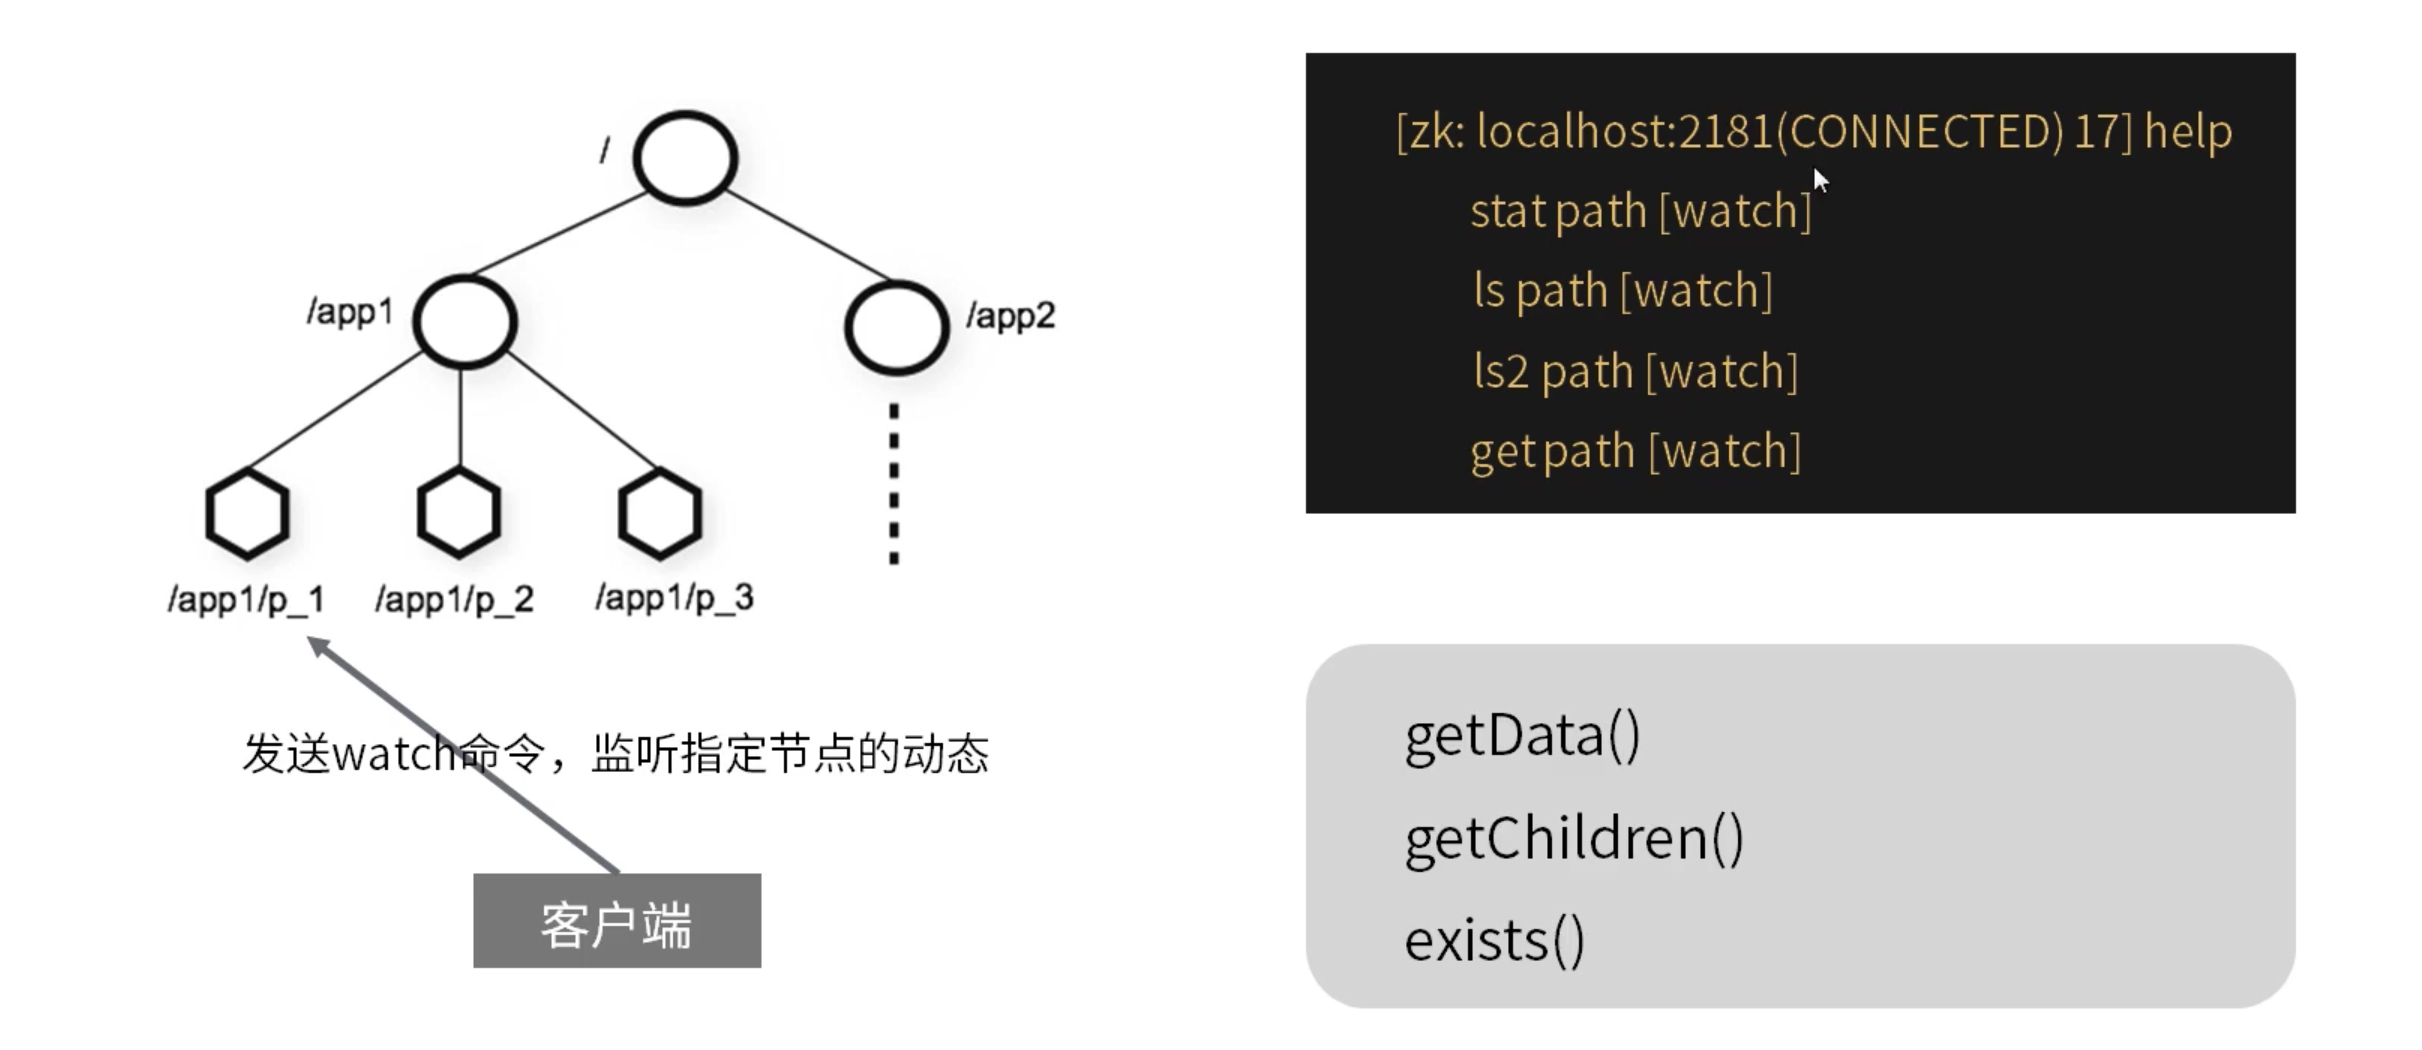 /
/app1
/app2
/app1/p_1
/app1/p_2
/app1/p_3
发送watch命令，监听指定节点的动态
客户端
[zk: localhost:2181(CONNECTED) 17] help
stat path [watch]
ls path [watch]
ls2 path [watch]
get path [watch]
getData()
getChildren()
exists()